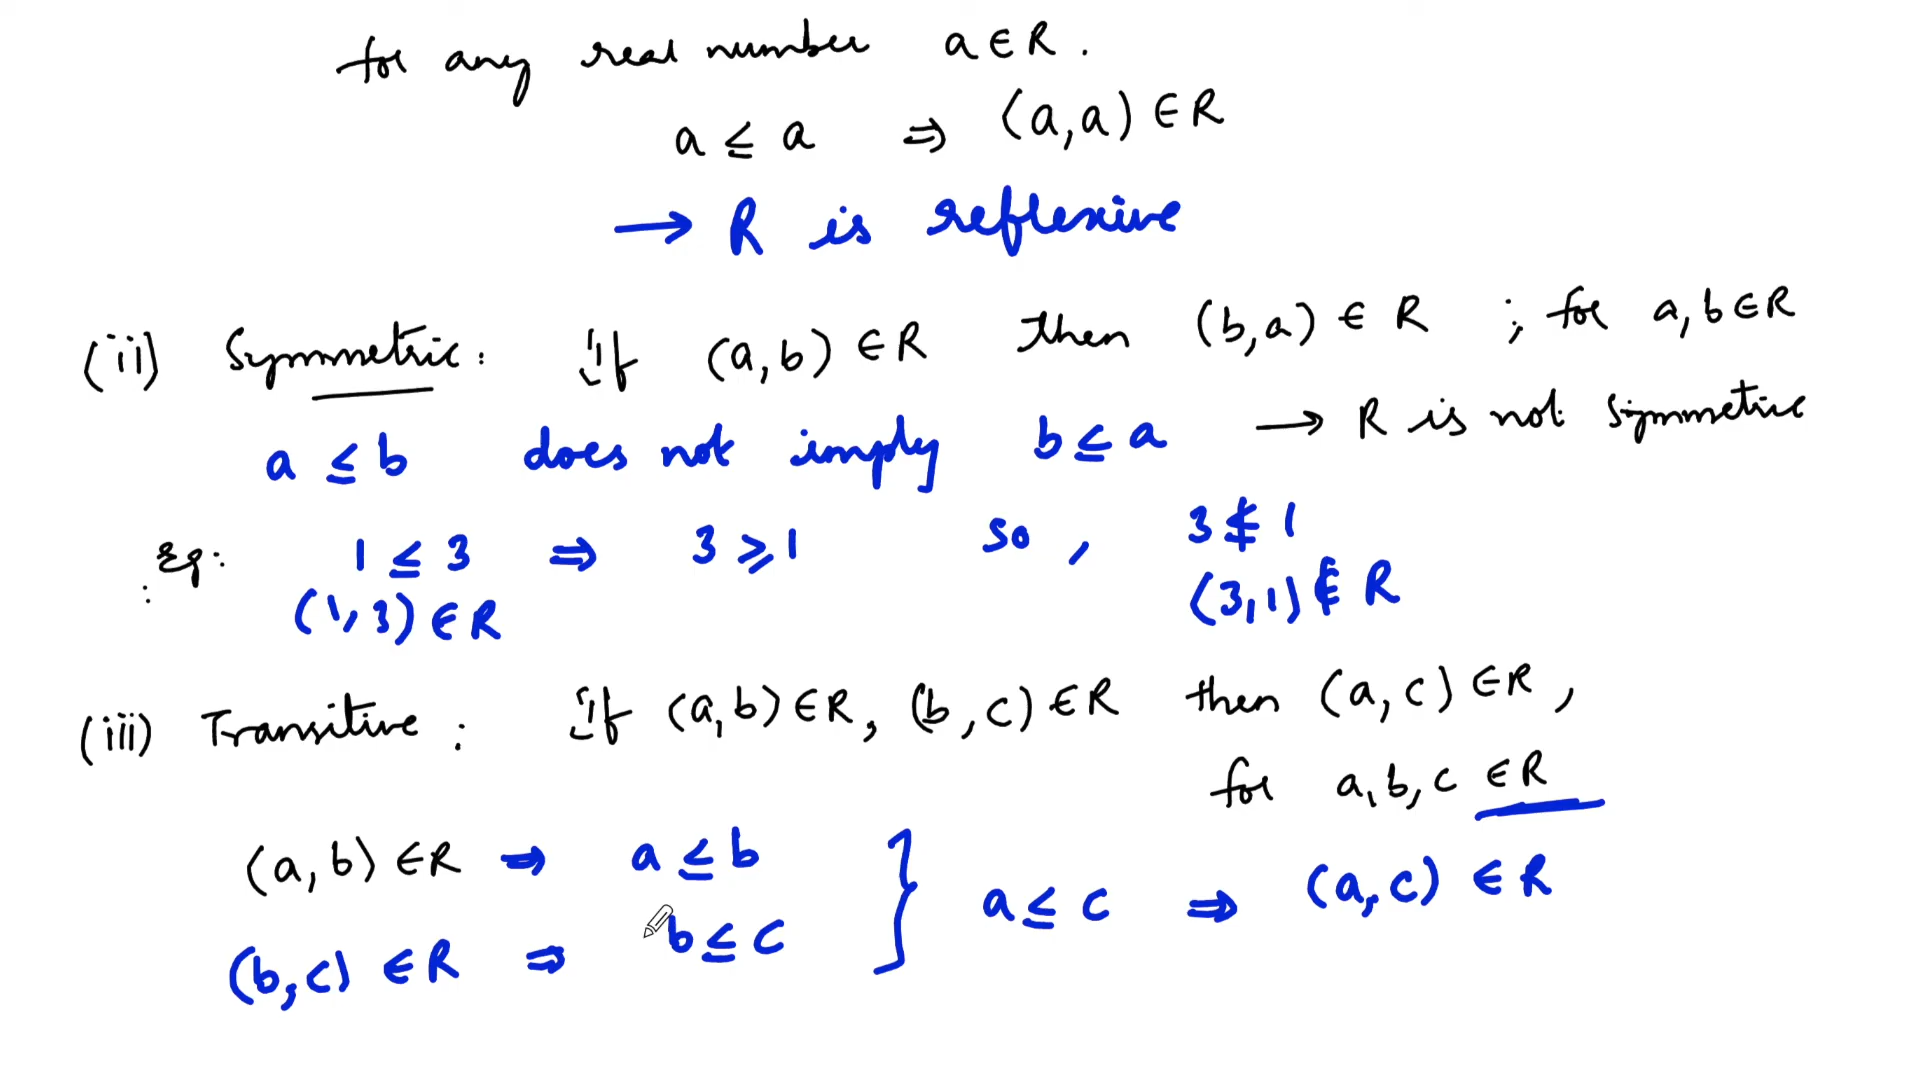 for any real number a ∈ R.
a ≤ a ⇒ (a,a) ∈ R
→ R is reflexive
(ii) Symmetric: If (a,b) ∈ R then (b,a) ∈ R ; for a,b ∈ R
a ≤ b does not imply b ≤ a → R is not symmetric
Eg: 1 ≤ 3 ⇒ 3 ≥ 1 so, 3 ≰ 1
(1,3) ∈ R (3,1) ∉ R
(iii) Transitive: If (a,b) ∈ R, (b,c) ∈ R then (a,c) ∈ R,
for a,b,c ∈ R
(a,b) ∈ R ⇒ a ≤ b
(b,c) ∈ R ⇒ b ≤ c } a ≤ c ⇒ (a,c) ∈ R